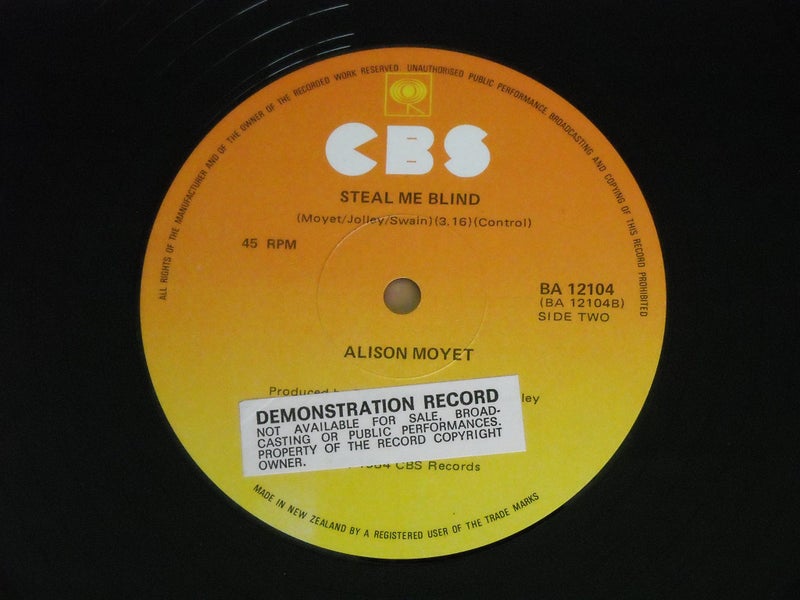 ALL RIGHTS OF THE MANUFACTURER AND OF THE OWNER OF THE RECORDED WORK RESERVED. UNAUTHORISED PUBLIC PERFORMANCE, BROADCASTING AND COPYING OF THIS RECORD PROHIBITED
CBS
STEAL ME BLIND
(Moyet/Jolley/Swain)(3.16)(Control)
45 RPM
BA 12104
(BA 12104B)
SIDE TWO
ALISON MOYET
Produced
DEMONSTRATION RECORD
NOT AVAILABLE FOR SALE, BROAD-
CASTING OR PUBLIC PERFORMANCES.
PROPERTY OF THE RECORD COPYRIGHT
OWNER.
1984 CBS Records
MADE IN NEW ZEALAND BY A REGISTERED USER OF THE TRADE MARKS